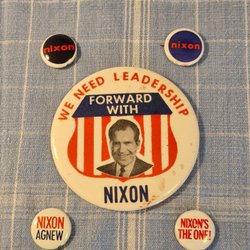 nixon
nixon
WE NEED LEADERSHIP
FORWARD
WITH
NIXON
NIXON
AGNEW
NIXON'S
THE ONE!